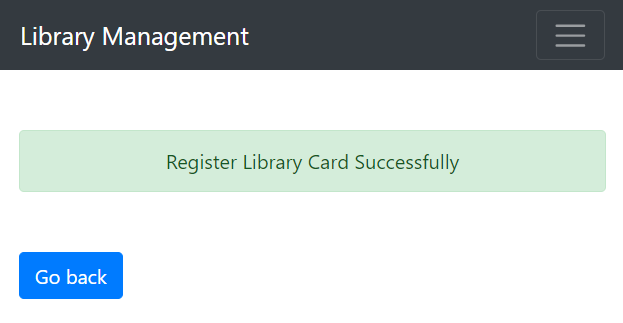 Library Management
Register Library Card Successfully
Go back